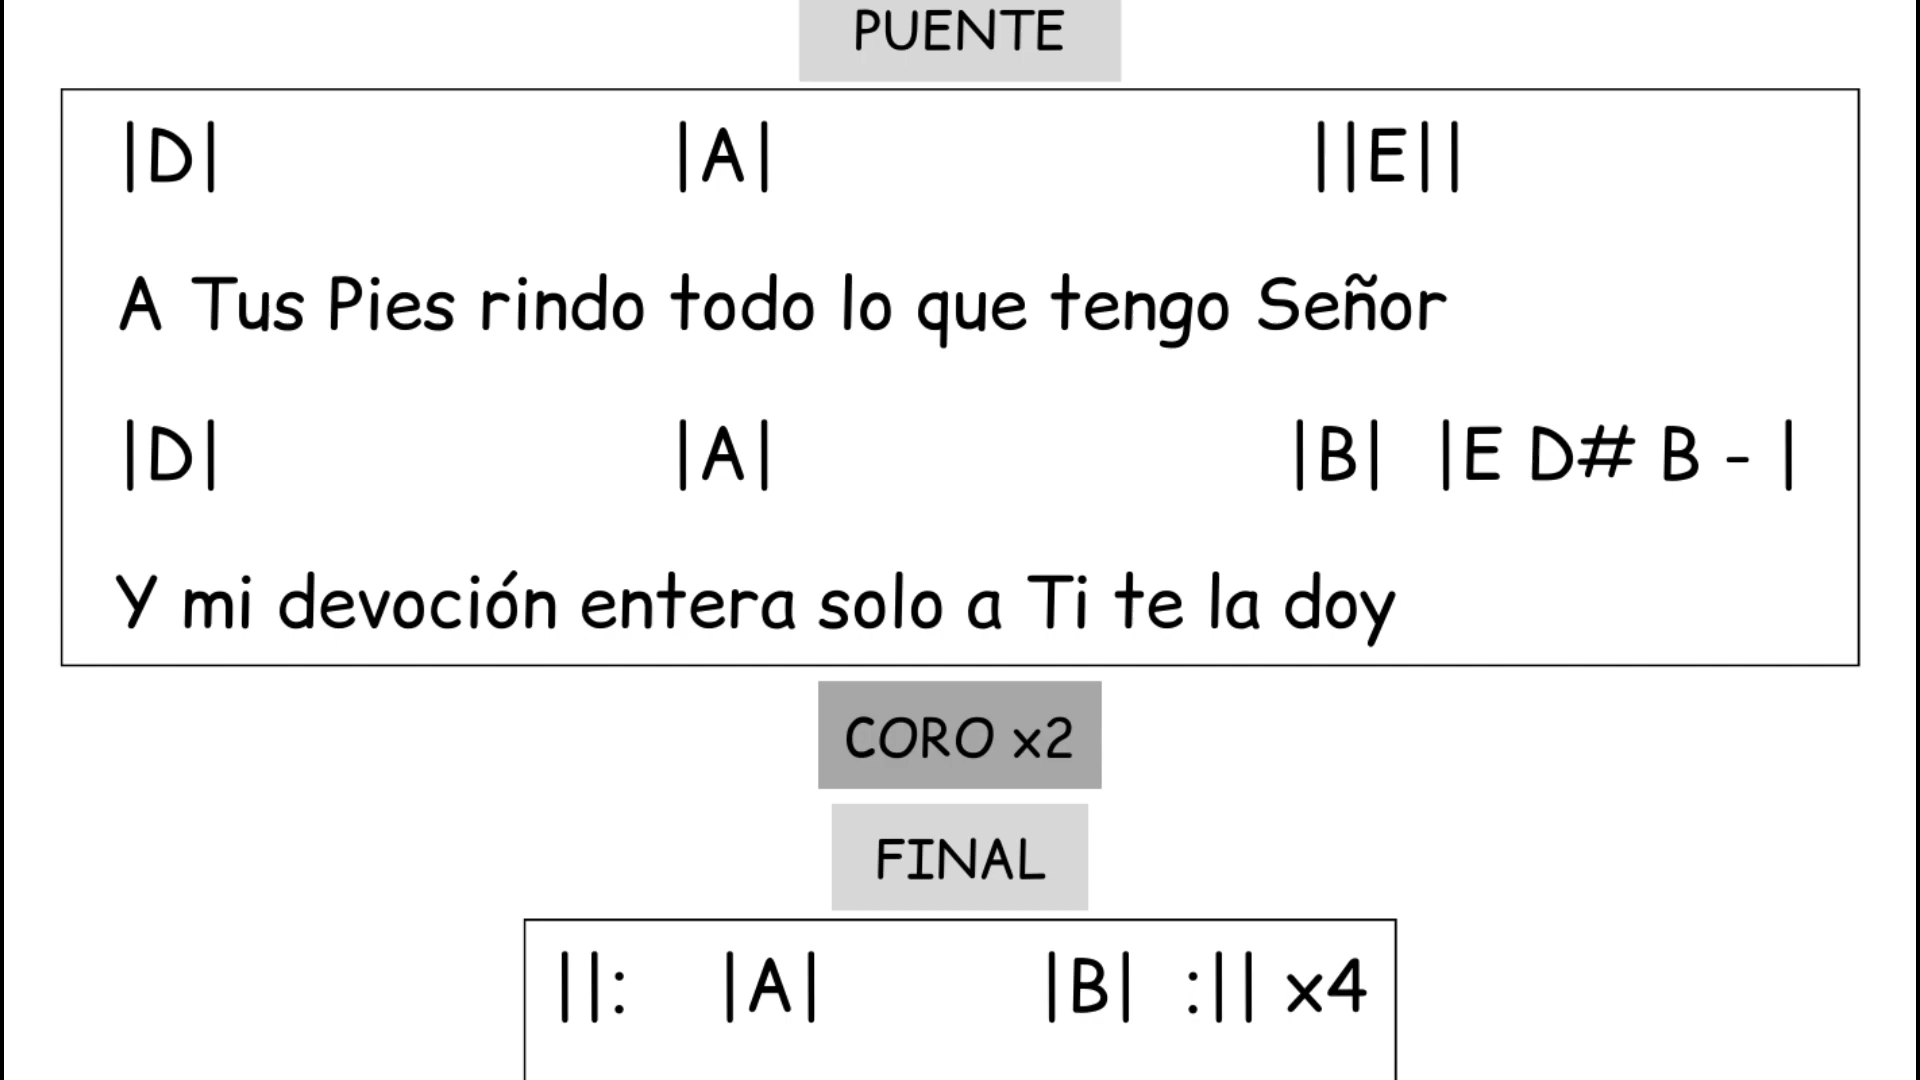 PUENTE
|D| |A| ||E||
A Tus Pies rindo todo lo que tengo Señor
|D| |A| |B| |E D# B - |
Y mi devoción entera solo a Ti te la doy
CORO x2
FINAL
||: |A| |B| :|| x4